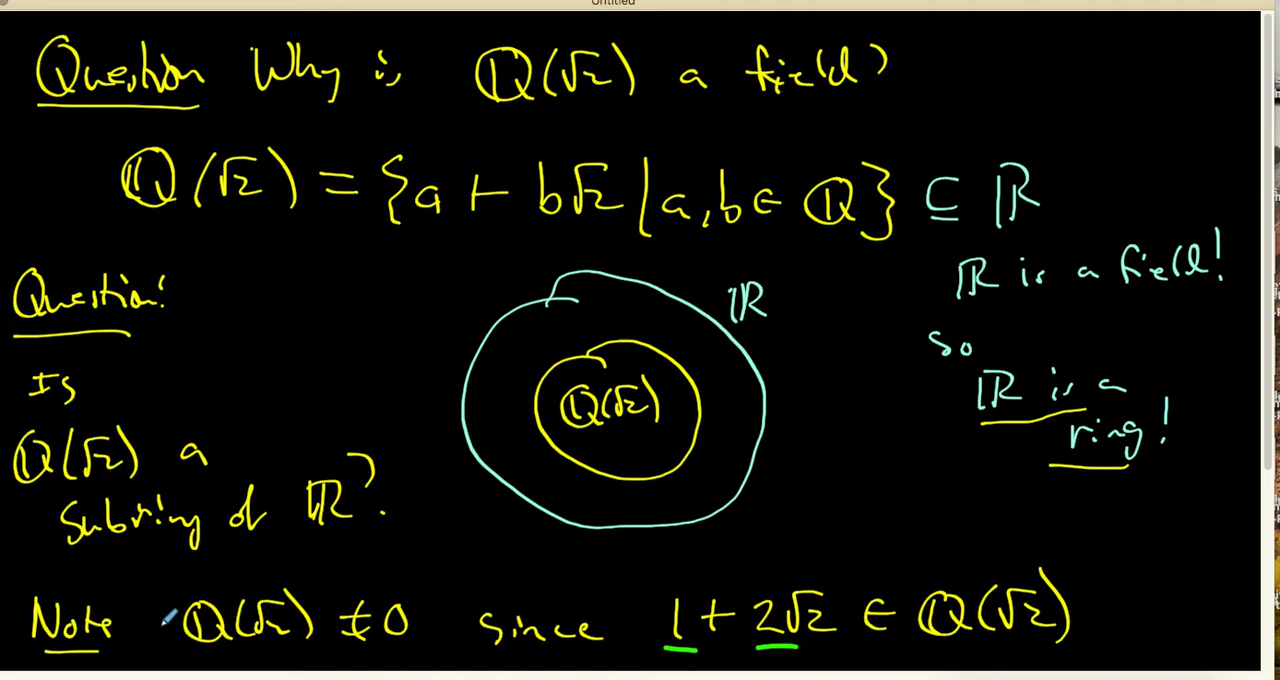 Untitled
Question Why is ℚ(√2) a field?
ℚ(√2) = {a + b√2 | a, b ∈ ℚ} ⊆ ℝ
ℝ is a field!
so
ℝ is a
ring!
Question!
Is
ℚ(√2) a
Subring of ℝ?
ℝ
ℚ(√2)
Note ℚ(√2) ≠ 0 since 1 + 2√2 ∈ ℚ(√2)